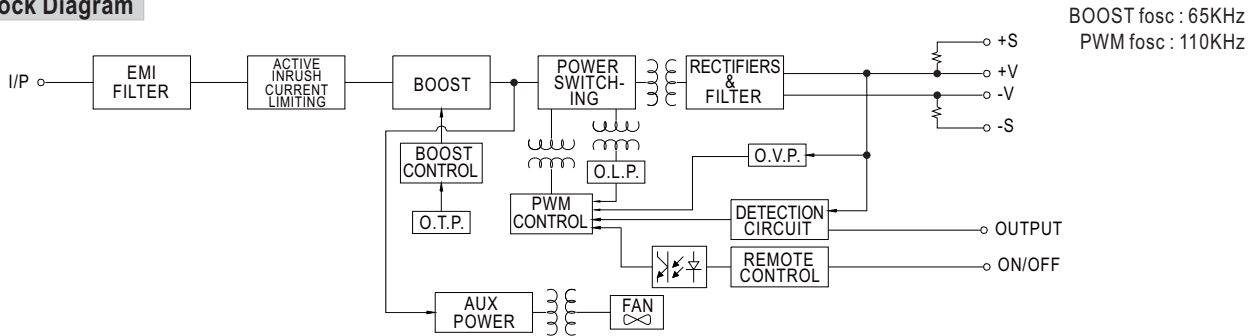 ock Diagram
BOOST fosc : 65KHz
PWM fosc : 110KHz
I/P
EMI
FILTER
ACTIVE
INRUSH
CURRENT
LIMITING
BOOST
POWER
SWITCH-
ING
RECTIFIERS
&
FILTER
+S
+V
-V
-S
BOOST
CONTROL
O.T.P.
O.L.P.
O.V.P.
PWM
CONTROL
DETECTION
CIRCUIT
OUTPUT
REMOTE
CONTROL
ON/OFF
AUX
POWER
FAN